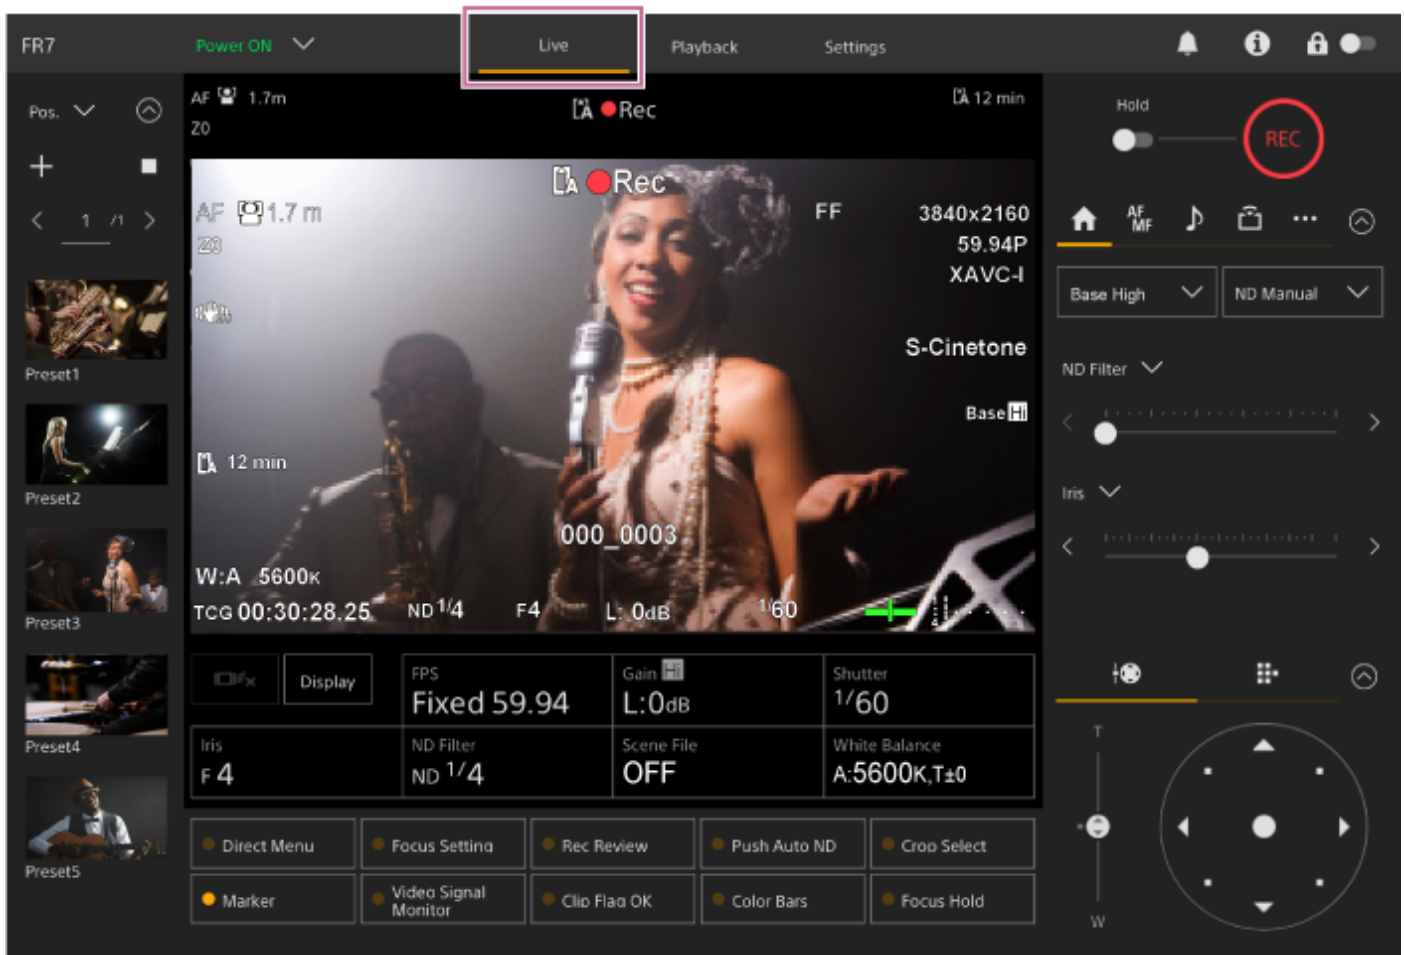 FR7
Power ON
Live
Playback
Settings
Pos.
1 /1
Preset1
Preset2
Preset3
Preset4
Preset5
AF 1.7m
Z0
A Rec
A 12 min
A Rec
AF 1.7 m
Z0
FF
3840x2160
59.94P
XAVC-I
S-Cinetone
Base Hi
A 12 min
000_0003
W:A 5600K
TCG 00:30:28.25 ND 1/4 F4 L: 0dB 1/60
Display
FPS
Fixed 59.94
Gain Hi
L:0dB
Shutter
1/60
Iris
F 4
ND Filter
ND 1/4
Scene File
OFF
White Balance
A:5600K,T±0
Direct Menu
Focus Setting
Rec Review
Push Auto ND
Crop Select
Marker
Video Signal
Monitor
Clip Flag OK
Color Bars
Focus Hold
Hold
REC
AF
MF
Base High
ND Manual
ND Filter
Iris
T
W